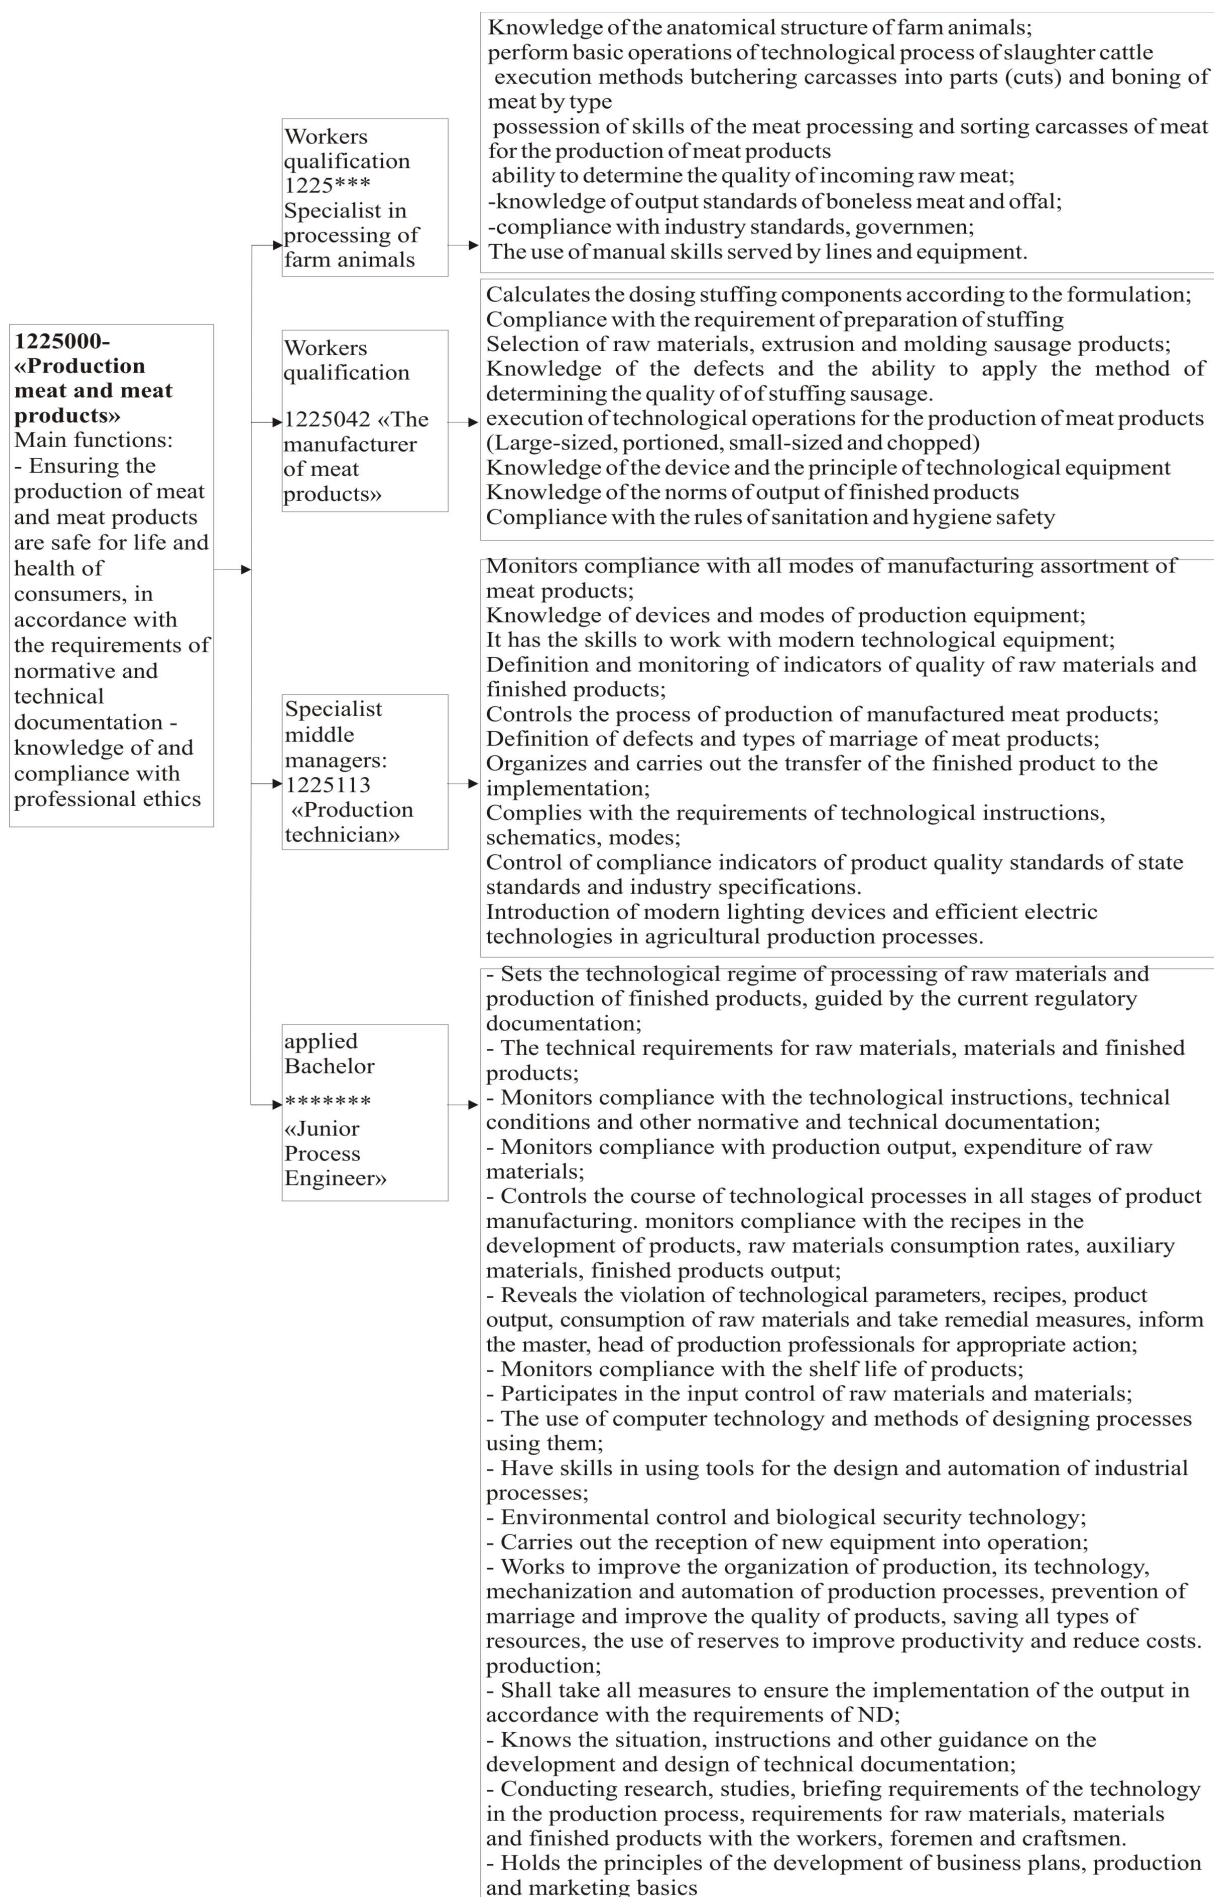 1225000-
«Production
meat and meat
products»
Main functions:
- Ensuring the
production of meat
and meat products
are safe for life and
health of
consumers, in
accordance with
the requirements of
normative and
technical
documentation -
knowledge of and
compliance with
professional ethics
Workers
qualification
1225***
Specialist in
processing of
farm animals
Knowledge of the anatomical structure of farm animals;
perform basic operations of technological process of slaughter cattle
execution methods butchering carcasses into parts (cuts) and boning of
meat by type
possession of skills of the meat processing and sorting carcasses of meat
for the production of meat products
ability to determine the quality of incoming raw meat;
-knowledge of output standards of boneless meat and offal;
-compliance with industry standards, governmen;
The use of manual skills served by lines and equipment.
Workers
qualification
1225042 «The
manufacturer
of meat
products»
Calculates the dosing stuffing components according to the formulation;
Compliance with the requirement of preparation of stuffing
Selection of raw materials, extrusion and molding sausage products;
Knowledge of the defects and the ability to apply the method of
determining the quality of of stuffing sausage.
execution of technological operations for the production of meat products
(Large-sized, portioned, small-sized and chopped)
Knowledge of the device and the principle of technological equipment
Knowledge of the norms of output of finished products
Compliance with the rules of sanitation and hygiene safety
Specialist
middle
managers:
1225113
«Production
technician»
Monitors compliance with all modes of manufacturing assortment of
meat products;
Knowledge of devices and modes of production equipment;
It has the skills to work with modern technological equipment;
Definition and monitoring of indicators of quality of raw materials and
finished products;
Controls the process of production of manufactured meat products;
Definition of defects and types of marriage of meat products;
Organizes and carries out the transfer of the finished product to the
implementation;
Complies with the requirements of technological instructions,
schematics, modes;
Control of compliance indicators of product quality standards of state
standards and industry specifications.
Introduction of modern lighting devices and efficient electric
technologies in agricultural production processes.
applied
Bachelor
*******
«Junior
Process
Engineer»
- Sets the technological regime of processing of raw materials and
production of finished products, guided by the current regulatory
documentation;
- The technical requirements for raw materials, materials and finished
products;
- Monitors compliance with the technological instructions, technical
conditions and other normative and technical documentation;
- Monitors compliance with production output, expenditure of raw
materials;
- Controls the course of technological processes in all stages of product
manufacturing. monitors compliance with the recipes in the
development of products, raw materials consumption rates, auxiliary
materials, finished products output;
- Reveals the violation of technological parameters, recipes, product
output, consumption of raw materials and take remedial measures, inform
the master, head of production professionals for appropriate action;
- Monitors compliance with the shelf life of products;
- Participates in the input control of raw materials and materials;
- The use of computer technology and methods of designing processes
using them;
- Have skills in using tools for the design and automation of industrial
processes;
- Environmental control and biological security technology;
- Carries out the reception of new equipment into operation;
- Works to improve the organization of production, its technology,
mechanization and automation of production processes, prevention of
marriage and improve the quality of products, saving all types of
resources, the use of reserves to improve productivity and reduce costs.
production;
- Shall take all measures to ensure the implementation of the output in
accordance with the requirements of ND;
- Knows the situation, instructions and other guidance on the
development and design of technical documentation;
- Conducting research, studies, briefing requirements of the technology
in the production process, requirements for raw materials, materials
and finished products with the workers, foremen and craftsmen.
- Holds the principles of the development of business plans, production
and marketing basics